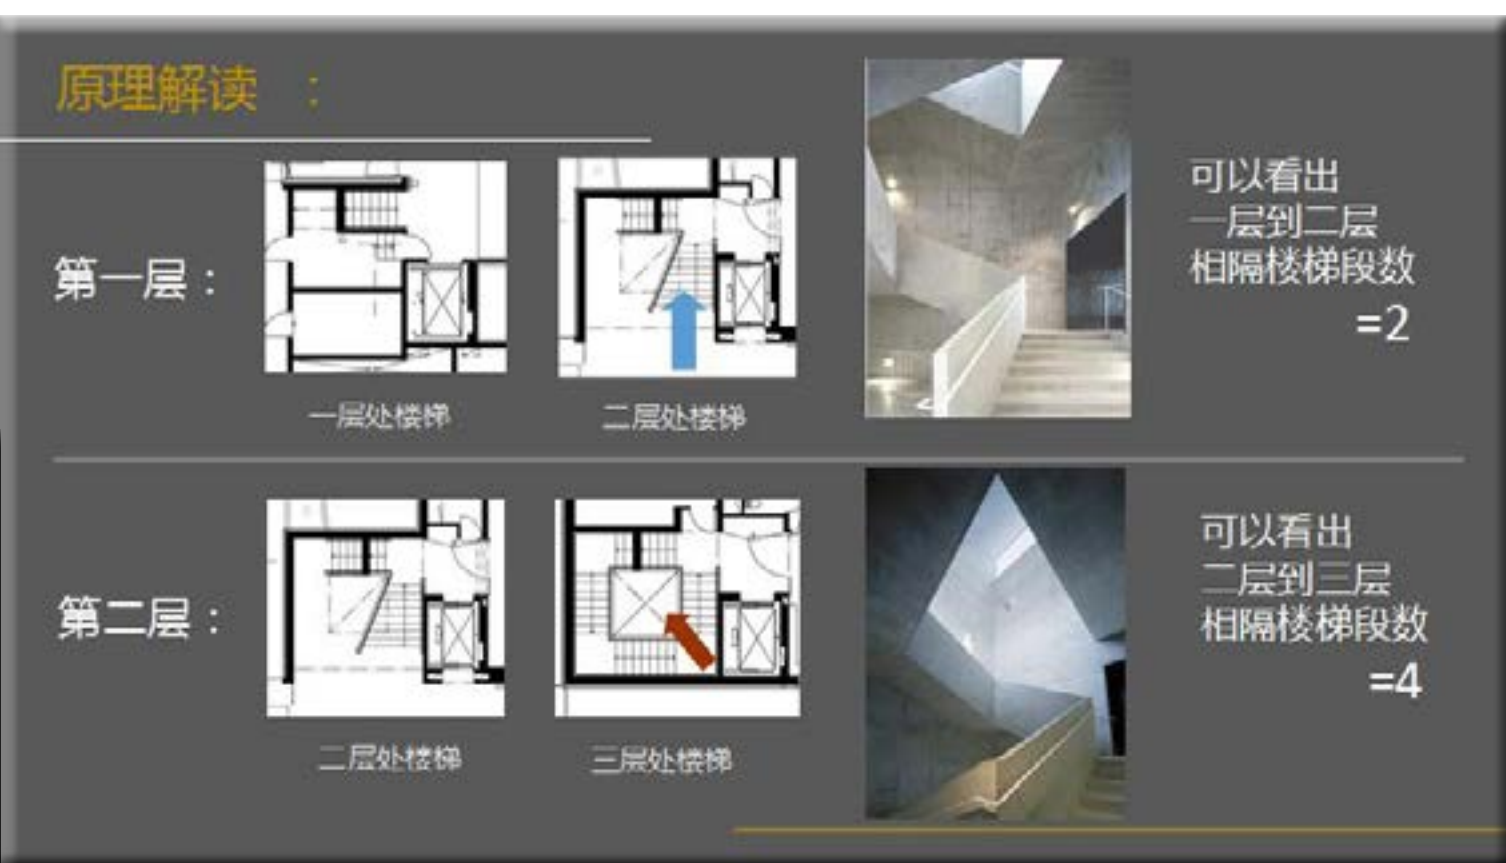 原理解读 ：
第一层：
一层处楼梯
二层处楼梯
可以看出
一层到二层
相隔楼梯段数
=2
第二层：
二层处楼梯
三层处楼梯
可以看出
二层到三层
相隔楼梯段数
=4